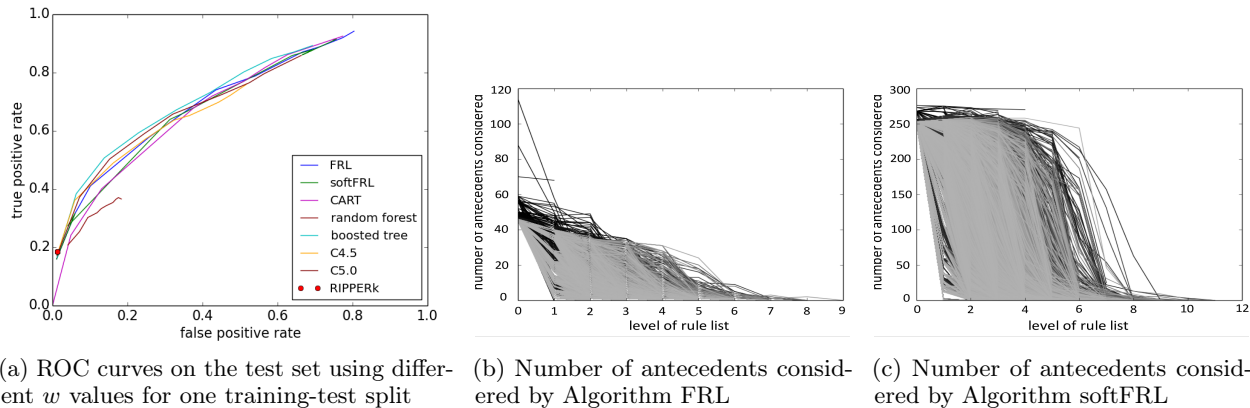 1.0
0.8
0.6
0.4
0.2
0.0
0.0 0.2 0.4 0.6 0.8 1.0
true positive rate
false positive rate
FRL
softFRL
CART
random forest
boosted tree
C4.5
C5.0
RIPPERk
(a) ROC curves on the test set using differ-
ent w values for one training-test split
120
100
80
60
40
20
0
0 1 2 3 4 5 6 7 8 9
number of antecedents considered
level of rule list
(b) Number of antecedents consid-
ered by Algorithm FRL
300
250
200
150
100
50
0
0 2 4 6 8 10 12
number of antecedents considered
level of rule list
(c) Number of antecedents consid-
ered by Algorithm softFRL